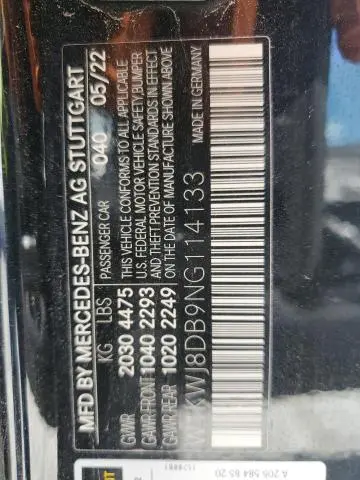 MFD BY MERCEDES-BENZ AG STUTTGART
KG LBS PASSENGER CAR 040 05/22
GVWR 2030 4475 THIS VEHICLE CONFORMS TO ALL APPLICABLE
GAWR-FRONT 1040 2293 U.S. FEDERAL MOTOR VEHICLE SAFETY, BUMPER
GAWR-REAR 1020 2249 AND THEFT PREVENTION STANDARDS IN EFFECT
ON THE DATE OF MANUFACTURE SHOWN ABOVE
KWJ8DB9NG114133 MADE IN GERMANY
A 205 584 85 20